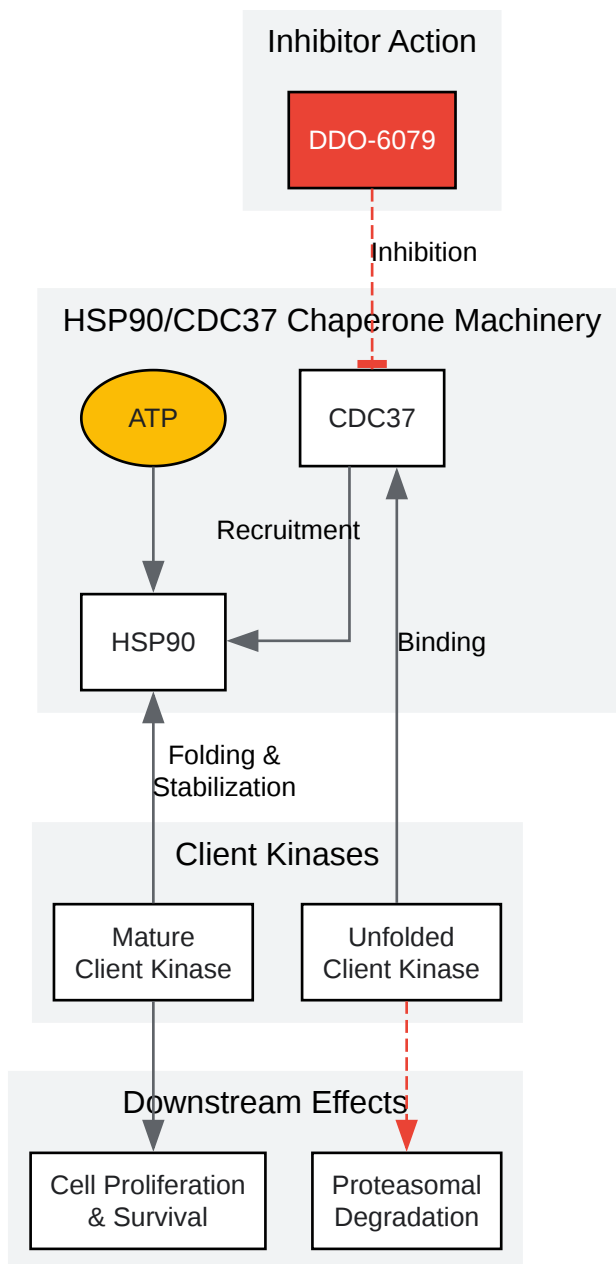 Inhibitor Action
DDO-6079
Inhibition
HSP90/CDC37 Chaperone Machinery
ATP
CDC37
Recruitment
HSP90
Binding
Folding &
Stabilization
Client Kinases
Mature
Client Kinase
Unfolded
Client Kinase
Downstream Effects
Cell Proliferation
& Survival
Proteasomal
Degradation